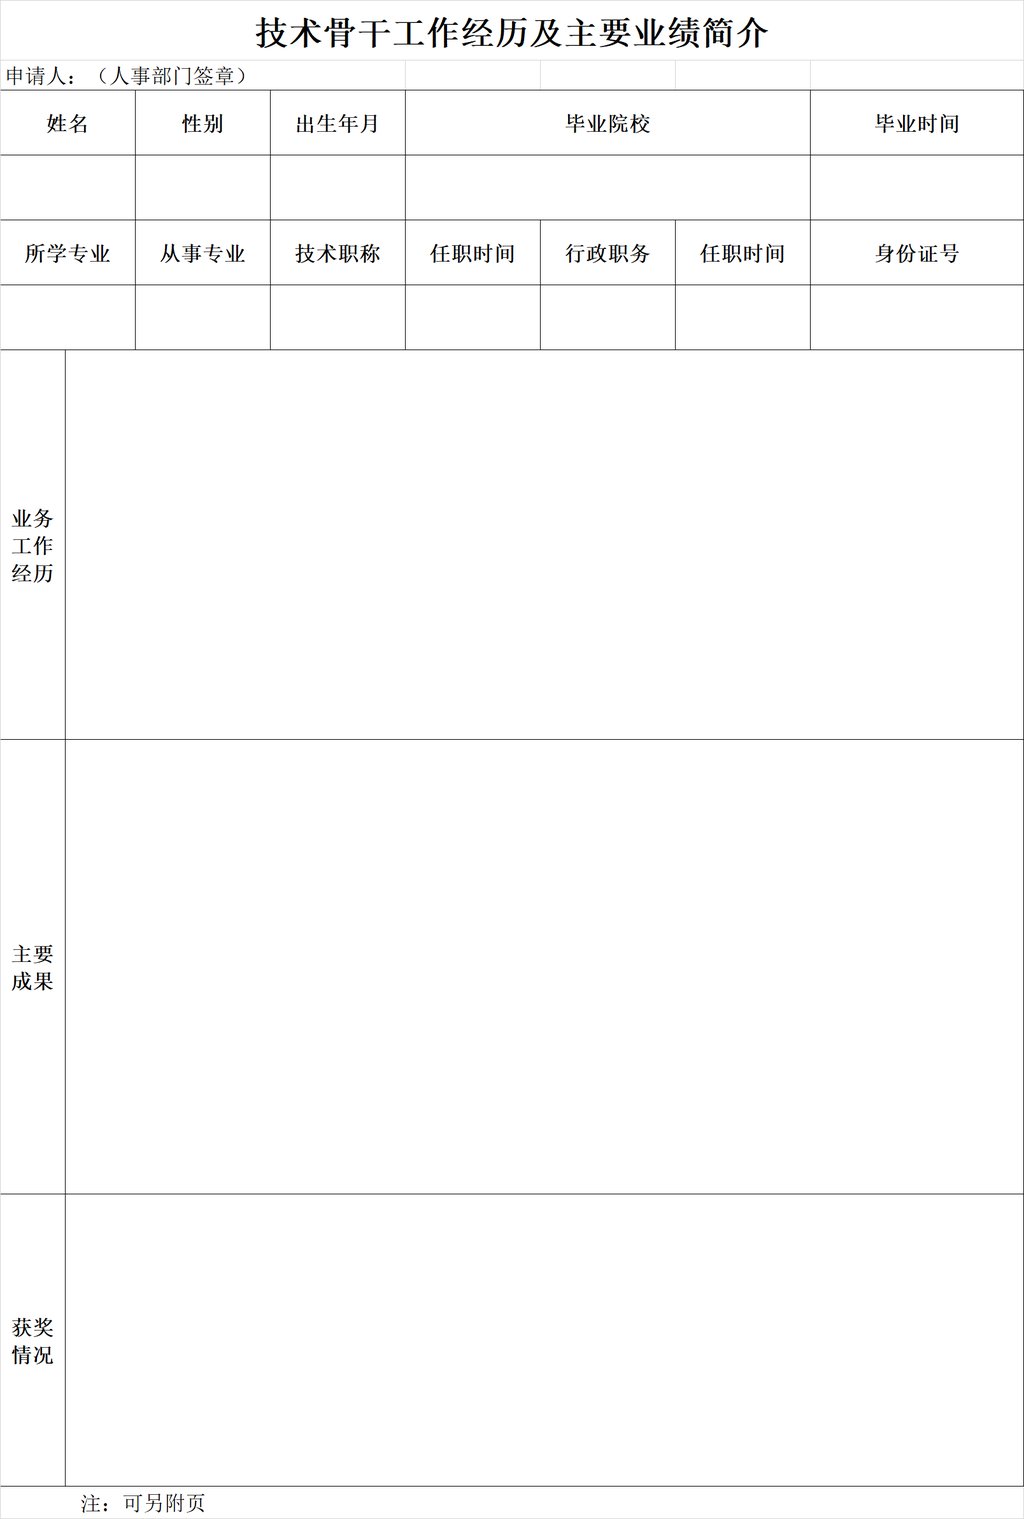 技术骨干工作经历及主要业绩简介
申请人：（人事部门签章）
姓名 性别 出生年月 毕业院校 毕业时间
所学专业 从事专业 技术职称 任职时间 行政职务 任职时间 身份证号
业务
工作
经历
主要
成果
获奖
情况
注：可另附页